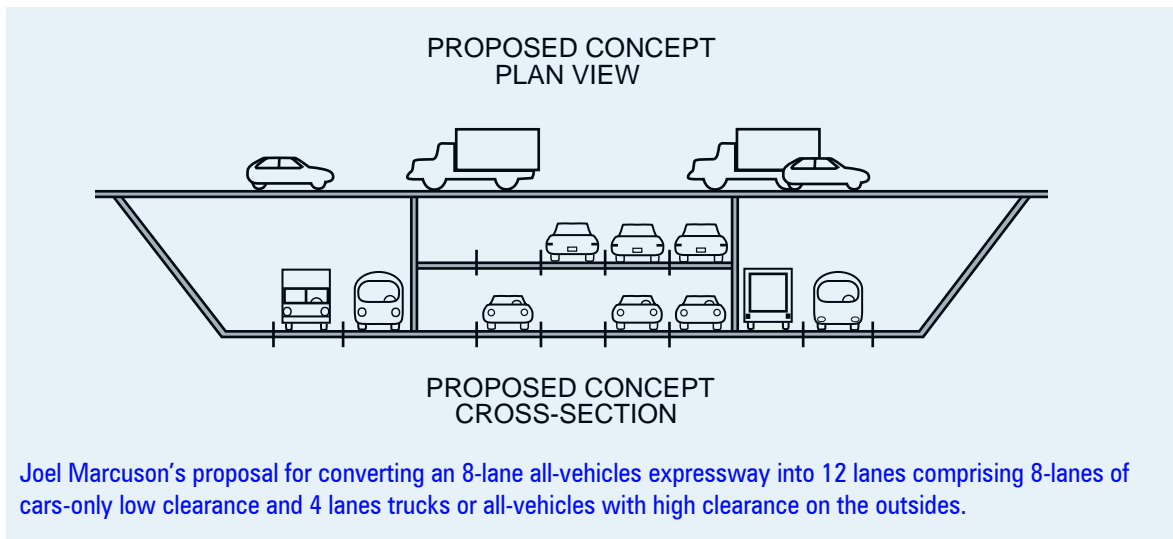 PROPOSED CONCEPT
PLAN VIEW
PROPOSED CONCEPT
CROSS-SECTION
Joel Marcuson’s proposal for converting an 8-lane all-vehicles expressway into 12 lanes comprising 8-lanes of
cars-only low clearance and 4 lanes trucks or all-vehicles with high clearance on the outsides.